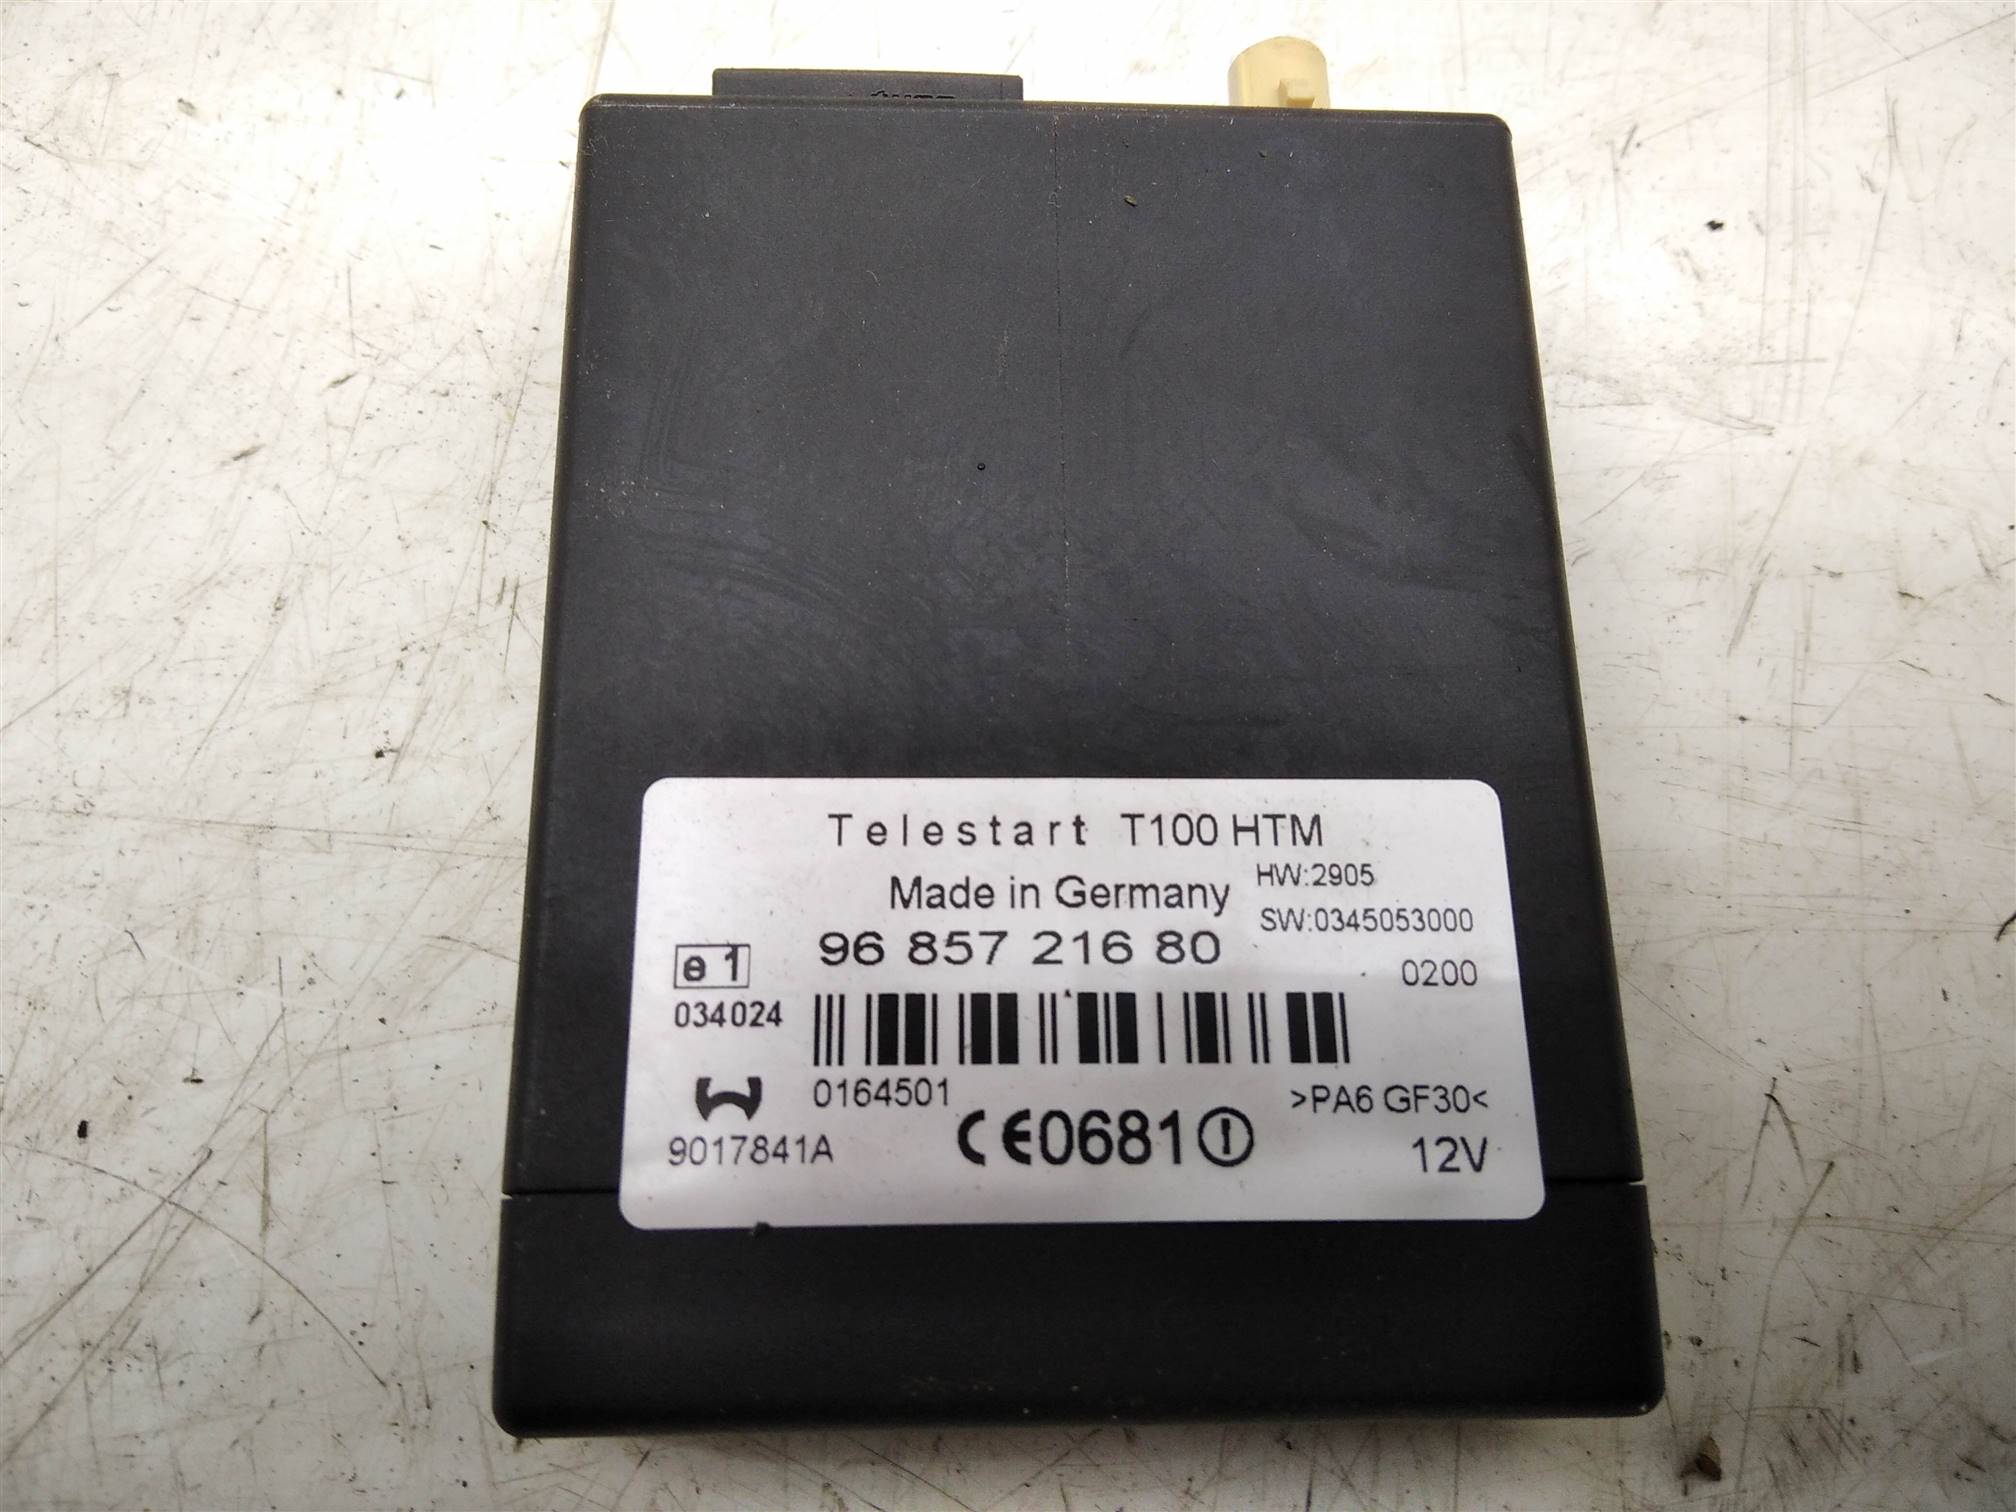 Telestart T100 HTM
Made in Germany
HW:2905
SW:0345053000
96 857 216 80
0200
e1
034024
0164501
>PA6 GF30<
9017841A
CE0681
12V